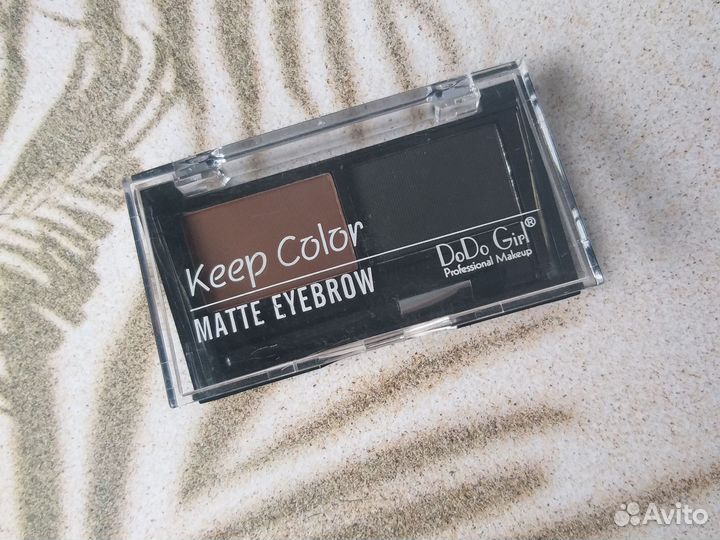 Keep Color
MATTE EYEBROW
DoDo Girl®
Professional Makeup
Avito